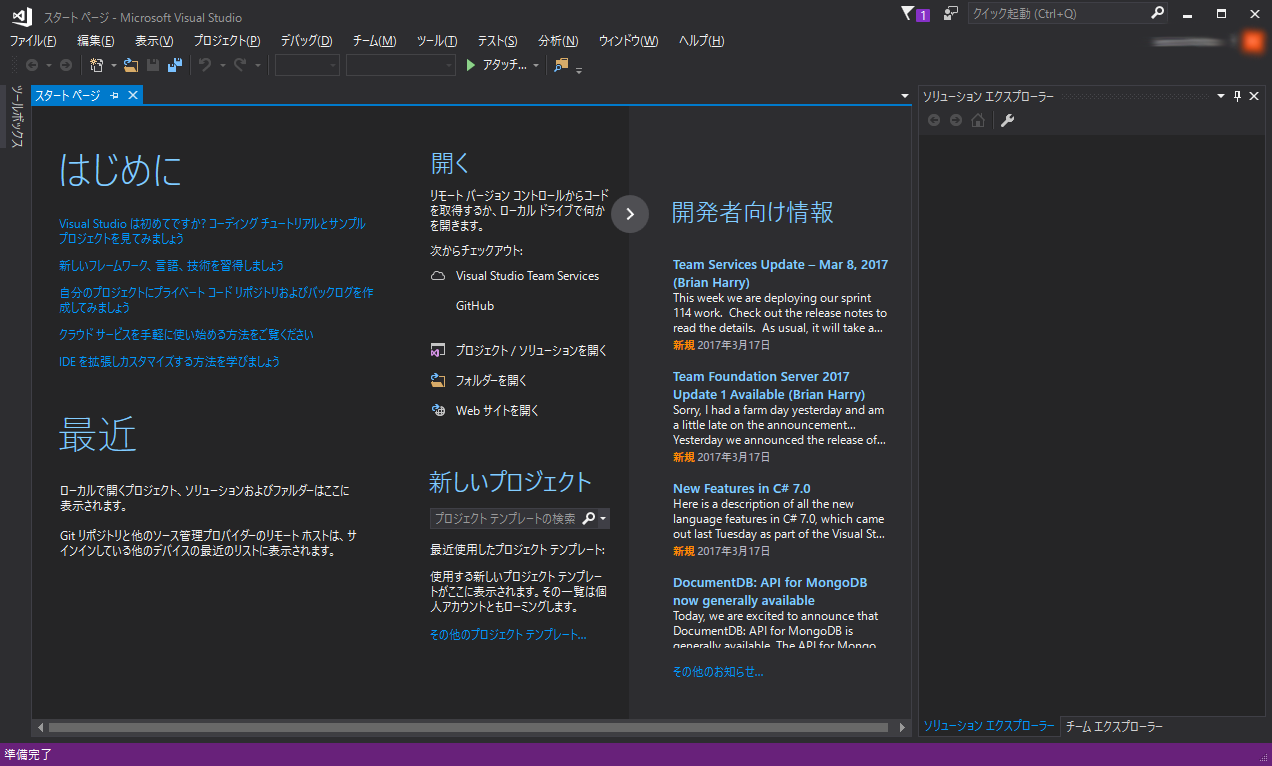 スタート ページ - Microsoft Visual Studio
1
クイック起動 (Ctrl+Q)
ファイル(F) 編集(E) 表示(V) プロジェクト(P) デバッグ(D) チーム(M) ツール(T) テスト(S) 分析(N) ウィンドウ(W) ヘルプ(H)
アタッチ...
ツールボックス
スタート ページ
はじめに
Visual Studio は初めてですか? コーディング チュートリアルとサンプル
プロジェクトを見てみましょう
新しいフレームワーク、言語、技術を習得しましょう
自分のプロジェクトにプライベート コード リポジトリおよびバックログを作
成してみましょう
クラウド サービスを手軽に使い始める方法をご覧ください
IDE を拡張しカスタマイズする方法を学びましょう
最近
ローカルで開くプロジェクト、ソリューションおよびファルダーはここに
表示されます。
Git リポジトリと他のソース管理プロバイダーのリモート ホストは、サ
インインしている他のデバイスの最近のリストに表示されます。
開く
リモート バージョン コントロールからコード
を取得するか、ローカル ドライブで何か
を開きます。
次からチェックアウト:
Visual Studio Team Services
GitHub
プロジェクト / ソリューションを開く
フォルダーを開く
Web サイトを開く
新しいプロジェクト
プロジェクト テンプレートの検索
最近使用したプロジェクト テンプレート:
使用する新しいプロジェクト テンプレー
トがここに表示されます。その一覧は個
人アカウントともローミングします。
その他のプロジェクト テンプレート...
開発者向け情報
Team Services Update – Mar 8, 2017
(Brian Harry)
This week we are deploying our sprint
114 work.  Check out the release notes to
read the details.  As usual, it will take a...
新規 2017年3月17日
Team Foundation Server 2017
Update 1 Available (Brian Harry)
Sorry, I had a farm day yesterday and am
a little late on the announcement...
Yesterday we announced the release of...
新規 2017年3月17日
New Features in C# 7.0
Here is a description of all the new
language features in C# 7.0, which came
out last Tuesday as part of the Visual St...
新規 2017年3月17日
DocumentDB: API for MongoDB
now generally available
Today, we are excited to announce that
DocumentDB: API for MongoDB is
generally available. The API for Mongo
その他のお知らせ...
ソリューション エクスプローラー
ソリューション エクスプローラー チーム エクスプローラー
準備完了